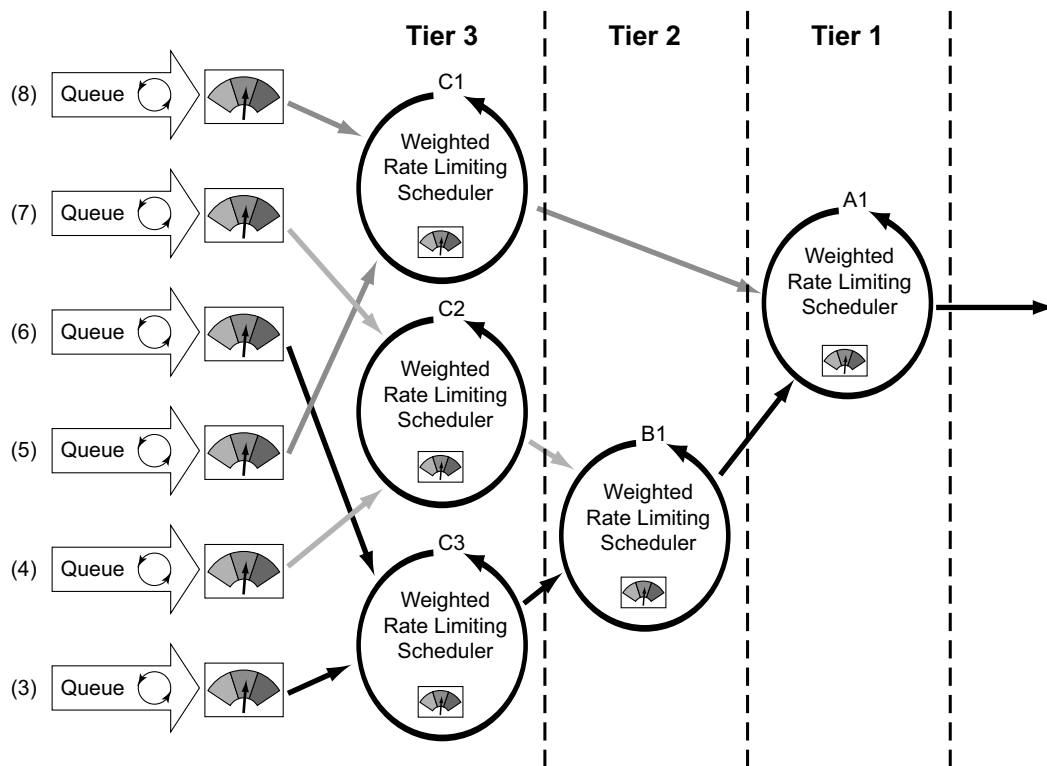 Tier 3
Tier 2
Tier 1
(8)
Queue
C1
Weighted
Rate Limiting
Scheduler
(7)
Queue
A1
Weighted
Rate Limiting
Scheduler
(6)
Queue
C2
Weighted
Rate Limiting
Scheduler
(5)
Queue
B1
Weighted
Rate Limiting
Scheduler
(4)
Queue
C3
Weighted
Rate Limiting
Scheduler
(3)
Queue